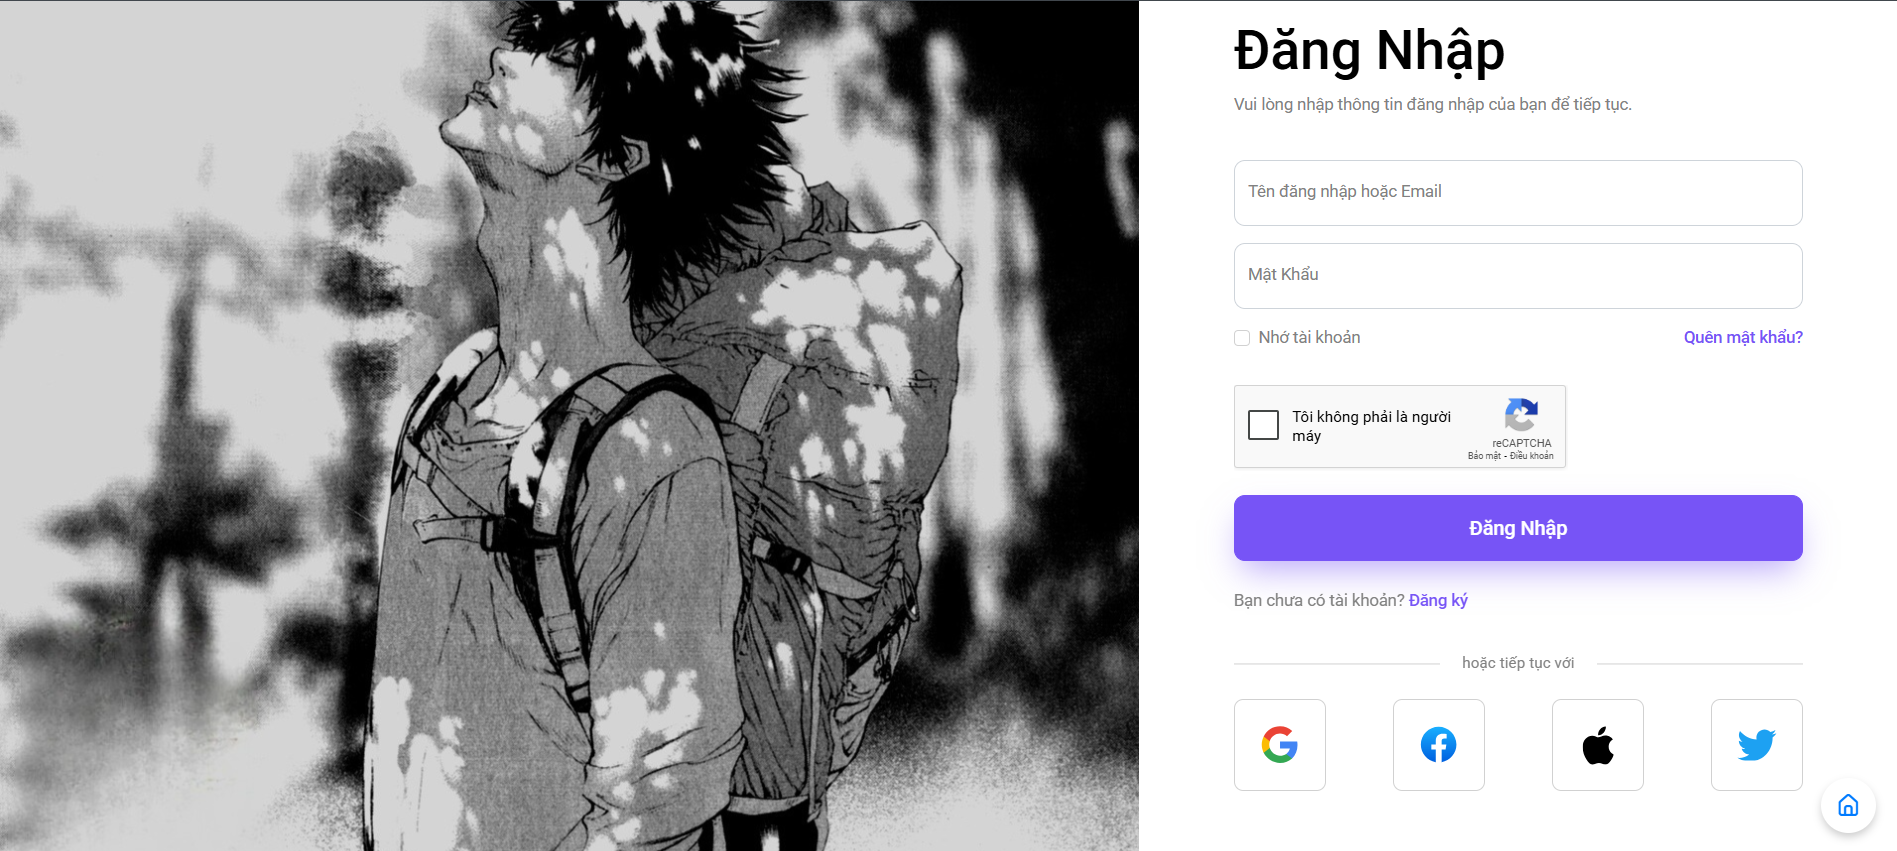 Đăng Nhập
Vui lòng nhập thông tin đăng nhập của bạn để tiếp tục.
Tên đăng nhập hoặc Email
Mật Khẩu
Nhớ tài khoản
Quên mật khẩu?
Tôi không phải là người
máy
reCAPTCHA
Bảo mật - Điều khoản
Đăng Nhập
Bạn chưa có tài khoản? Đăng ký
hoặc tiếp tục với